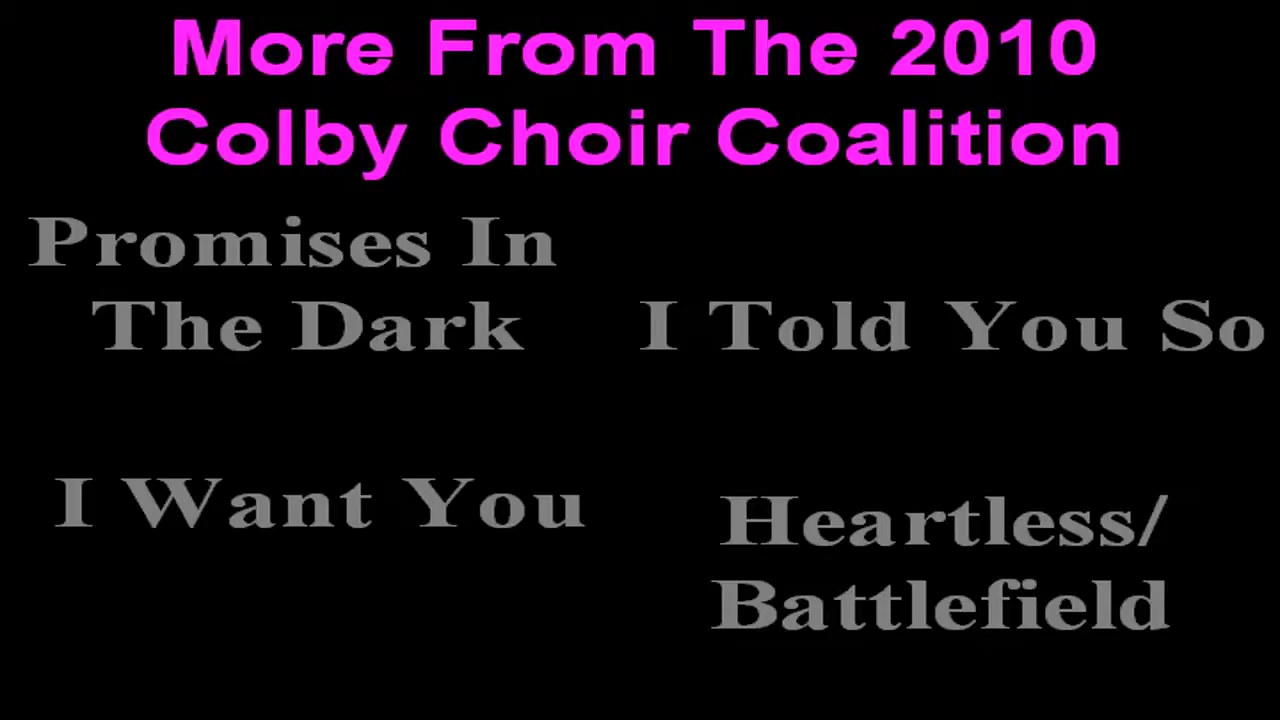 More From The 2010
Colby Choir Coalition
Promises In
The Dark
I Told You So
I Want You
Heartless/
Battlefield